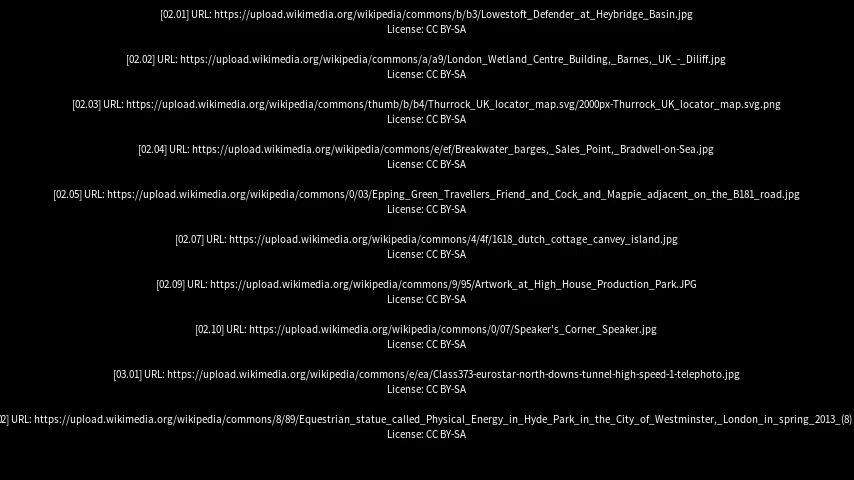 [02.01] URL: https://upload.wikimedia.org/wikipedia/commons/b/b3/Lowestoft_Defender_at_Heybridge_Basin.jpg
License: CC BY-SA
[02.02] URL: https://upload.wikimedia.org/wikipedia/commons/a/a9/London_Wetland_Centre_Building,_Barnes,_UK_-_Diliff.jpg
License: CC BY-SA
[02.03] URL: https://upload.wikimedia.org/wikipedia/commons/thumb/b/b4/Thurrock_UK_locator_map.svg/2000px-Thurrock_UK_locator_map.svg.png
License: CC BY-SA
[02.04] URL: https://upload.wikimedia.org/wikipedia/commons/e/ef/Breakwater_barges,_Sales_Point,_Bradwell-on-Sea.jpg
License: CC BY-SA
[02.05] URL: https://upload.wikimedia.org/wikipedia/commons/0/03/Epping_Green_Travellers_Friend_and_Cock_and_Magpie_adjacent_on_the_B181_road.jpg
License: CC BY-SA
[02.07] URL: https://upload.wikimedia.org/wikipedia/commons/4/4f/1618_dutch_cottage_canvey_island.jpg
License: CC BY-SA
[02.09] URL: https://upload.wikimedia.org/wikipedia/commons/9/95/Artwork_at_High_House_Production_Park.JPG
License: CC BY-SA
[02.10] URL: https://upload.wikimedia.org/wikipedia/commons/0/07/Speaker's_Corner_Speaker.jpg
License: CC BY-SA
[03.01] URL: https://upload.wikimedia.org/wikipedia/commons/e/ea/Class373-eurostar-north-downs-tunnel-high-speed-1-telephoto.jpg
License: CC BY-SA
02] URL: https://upload.wikimedia.org/wikipedia/commons/8/89/Equestrian_statue_called_Physical_Energy_in_Hyde_Park_in_the_City_of_Westminster,_London_in_spring_2013_(8)
License: CC BY-SA